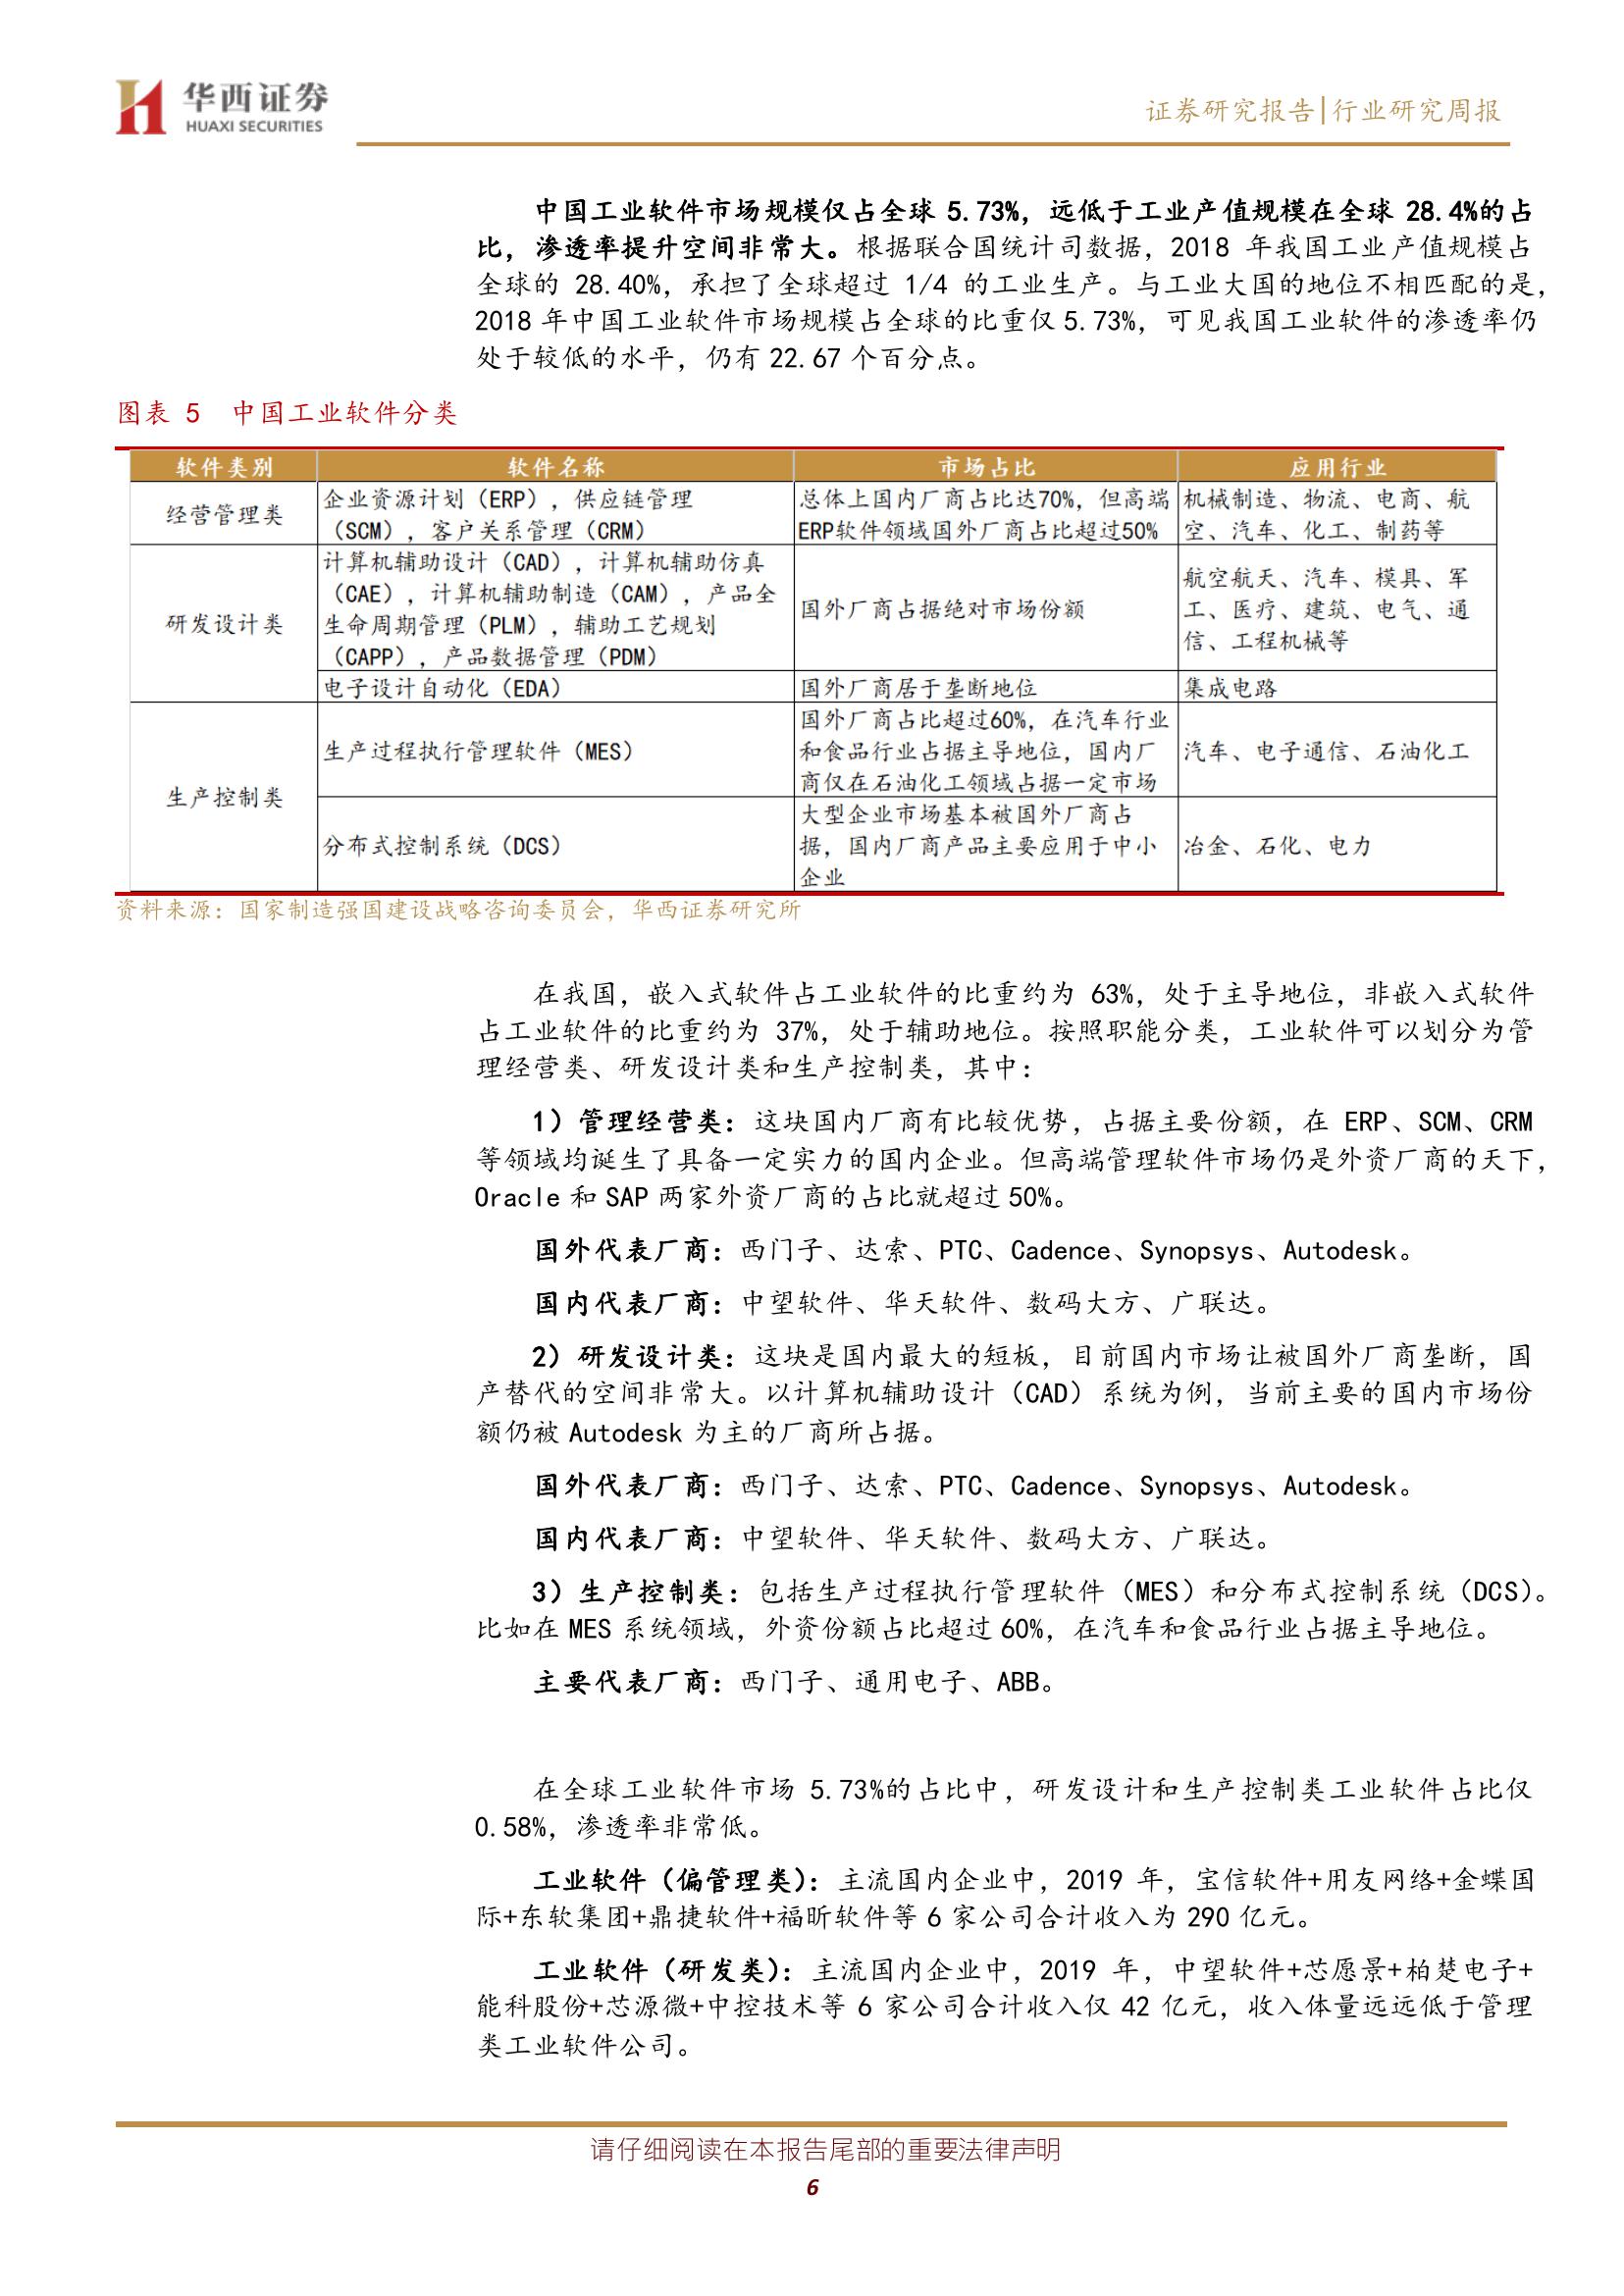 华西证券
HUAXI SECURITIES
证券研究报告|行业研究周报
中国工业软件市场规模仅占全球 5.73%，远低于工业产值规模在全球 28.4%的占
比，渗透率提升空间非常大。根据联合国统计司数据，2018 年我国工业产值规模占
全球的 28.40%，承担了全球超过 1/4 的工业生产。与工业大国的地位不相匹配的是，
2018 年中国工业软件市场规模占全球的比重仅 5.73%，可见我国工业软件的渗透率仍
处于较低的水平，仍有 22.67 个百分点。
图表 5 中国工业软件分类
软件类别 软件名称 市场占比 应用行业
经营管理类
企业资源计划（ERP），供应链管理
（SCM），客户关系管理（CRM）
总体上国内厂商占比达70%，但高端
ERP软件领域国外厂商占比超过50%
机械制造、物流、电商、航
空、汽车、化工、制药等
研发设计类
计算机辅助设计（CAD），计算机辅助仿真
（CAE），计算机辅助制造（CAM），产品全
生命周期管理（PLM），辅助工艺规划
（CAPP），产品数据管理（PDM）
国外厂商占据绝对市场份额
航空航天、汽车、模具、军
工、医疗、建筑、电气、通
信、工程机械等
电子设计自动化（EDA）
国外厂商居于垄断地位
集成电路
生产控制类
生产过程执行管理软件（MES）
国外厂商占比超过60%，在汽车行业
和食品行业占据主导地位，国内厂
商仅在石油化工领域占据一定市场
汽车、电子通信、石油化工
分布式控制系统（DCS）
大型企业市场基本被国外厂商占
据，国内厂商产品主要应用于中小
企业
冶金、石化、电力
资料来源：国家制造强国建设战略咨询委员会，华西证券研究所
在我国，嵌入式软件占工业软件的比重约为 63%，处于主导地位，非嵌入式软件
占工业软件的比重约为 37%，处于辅助地位。按照职能分类，工业软件可以划分为管
理经营类、研发设计类和生产控制类，其中：
1）管理经营类：这块国内厂商有比较优势，占据主要份额，在 ERP、SCM、CRM
等领域均诞生了具备一定实力的国内企业。但高端管理软件市场仍是外资厂商的天下，
Oracle 和 SAP 两家外资厂商的占比就超过 50%。
国外代表厂商：西门子、达索、PTC、Cadence、Synopsys、Autodesk。
国内代表厂商：中望软件、华天软件、数码大方、广联达。
2）研发设计类：这块是国内最大的短板，目前国内市场让被国外厂商垄断，国
产替代的空间非常大。以计算机辅助设计（CAD）系统为例，当前主要的国内市场份
额仍被 Autodesk 为主的厂商所占据。
国外代表厂商：西门子、达索、PTC、Cadence、Synopsys、Autodesk。
国内代表厂商：中望软件、华天软件、数码大方、广联达。
3）生产控制类：包括生产过程执行管理软件（MES）和分布式控制系统（DCS）。
比如在 MES 系统领域，外资份额占比超过 60%，在汽车和食品行业占据主导地位。
主要代表厂商：西门子、通用电子、ABB。
在全球工业软件市场 5.73%的占比中，研发设计和生产控制类工业软件占比仅
0.58%，渗透率非常低。
工业软件（偏管理类）：主流国内企业中，2019 年，宝信软件+用友网络+金蝶国
际+东软集团+鼎捷软件+福昕软件等 6 家公司合计收入为 290 亿元。
工业软件（研发类）：主流国内企业中，2019 年，中望软件+芯愿景+柏楚电子+
能科股份+芯源微+中控技术等 6 家公司合计收入仅 42 亿元，收入体量远远低于管理
类工业软件公司。
请仔细阅读在本报告尾部的重要法律声明
6